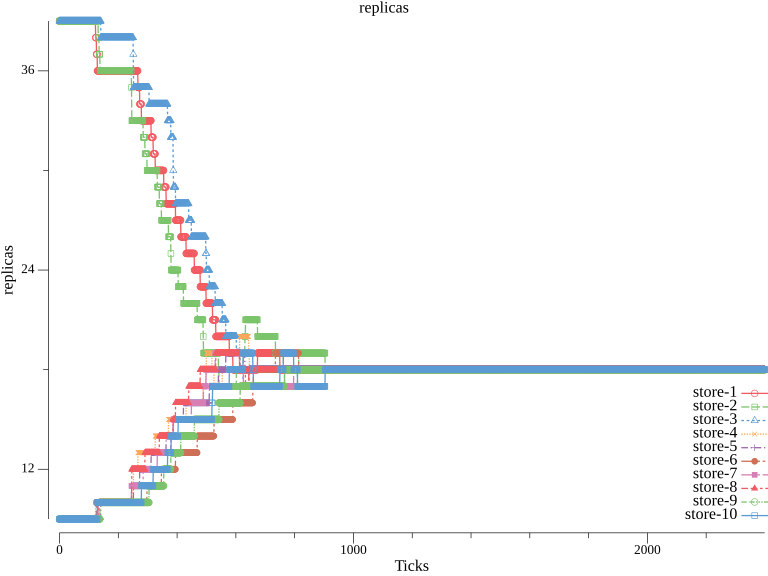 replicas
36
24
12
replicas
0
1000
2000
Ticks
store-1
store-2
store-3
store-4
store-5
store-6
store-7
store-8
store-9
store-10